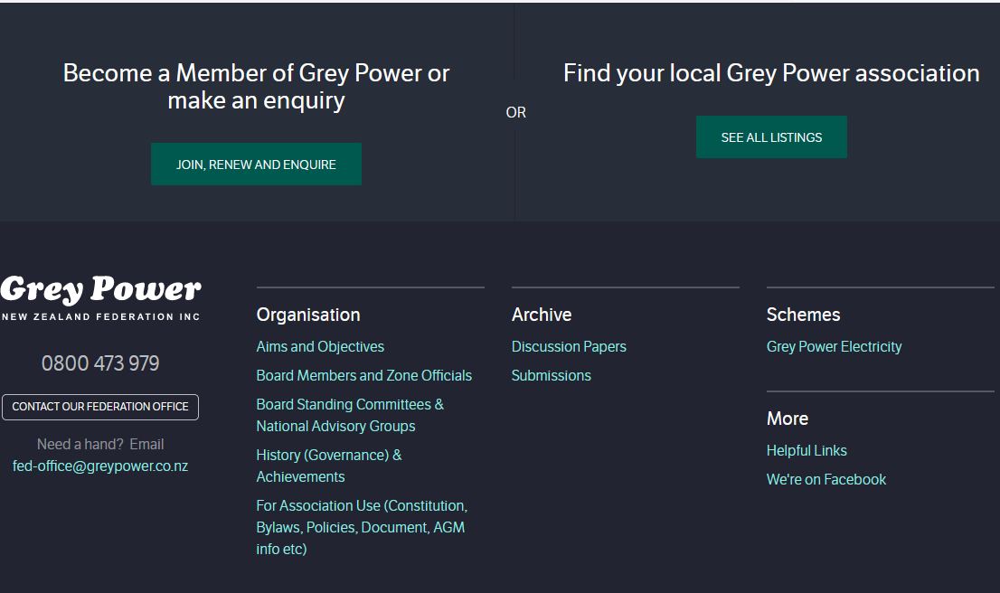 Become a Member of Grey Power or
make an enquiry
JOIN, RENEW AND ENQUIRE
OR
Find your local Grey Power association
SEE ALL LISTINGS
Grey Power
NEW ZEALAND FEDERATION INC
0800 473 979
CONTACT OUR FEDERATION OFFICE
Need a hand? Email
fed-office@greypower.co.nz
Organisation
Aims and Objectives
Board Members and Zone Officials
Board Standing Committees &
National Advisory Groups
History (Governance) &
Achievements
For Association Use (Constitution,
Bylaws, Policies, Document, AGM
info etc)
Archive
Discussion Papers
Submissions
Schemes
Grey Power Electricity
More
Helpful Links
We're on Facebook